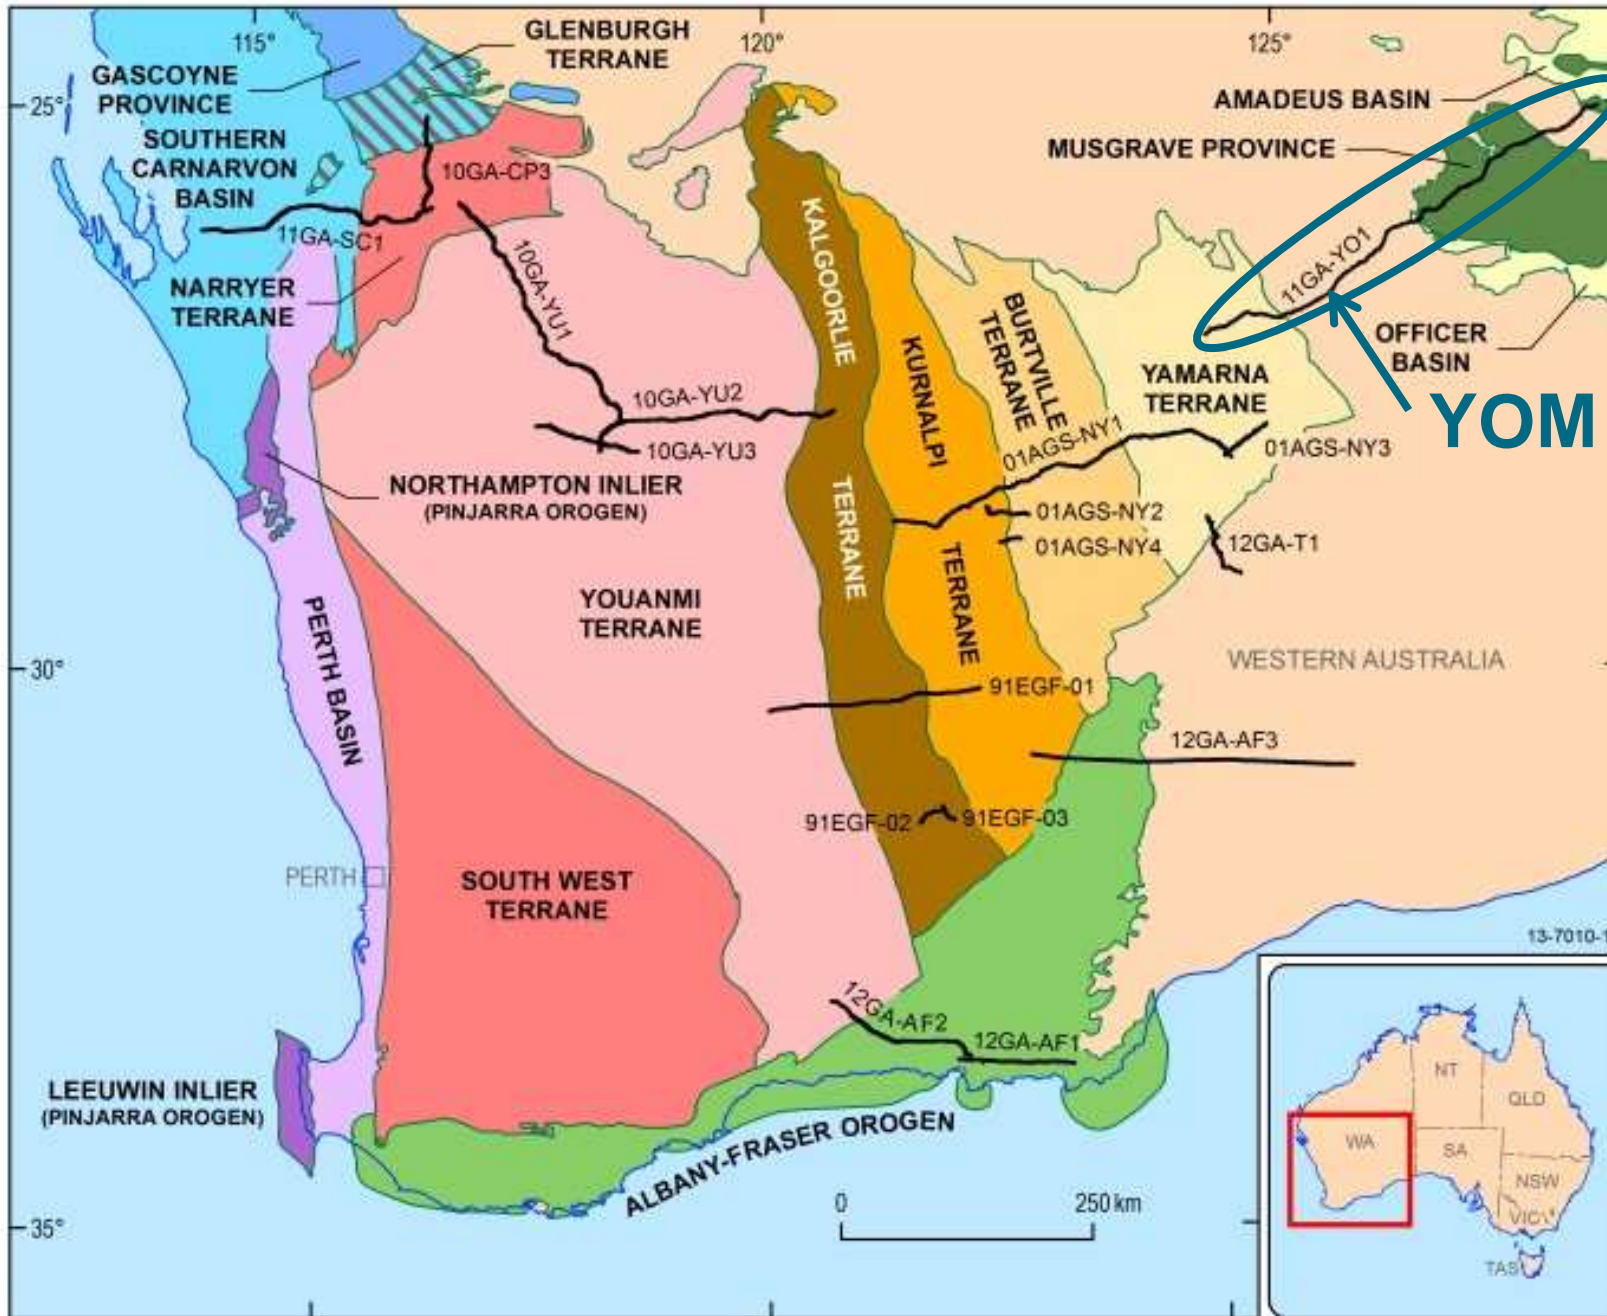 115°
120°
125°
25°
30°
35°
GLENBURGH
TERRANE
GASCOYNE
PROVINCE
SOUTHERN
CARNARVON
BASIN
AMADEUS BASIN
MUSGRAVE PROVINCE
10GA-CP3
11GA-SC1
NARRYER
TERRANE
10GA-YU1
10GA-YU2
10GA-YU3
KALGOORLIE
TERRANE
KURNALPI
TERRANE
BURTVILLE
TERRANE
YAMARNA
TERRANE
11GA-YO1
OFFICER
BASIN
YOM
01AGS-NY1
01AGS-NY3
01AGS-NY2
01AGS-NY4
12GA-T1
NORTHAMPTON INLIER
(PINJARRA OROGEN)
PERTH BASIN
YOUANMI
TERRANE
WESTERN AUSTRALIA
91EGF-01
12GA-AF3
91EGF-02
91EGF-03
PERTH
SOUTH WEST
TERRANE
13-7010-1
12GA-AF2
12GA-AF1
LEEUWIN INLIER
(PINJARRA OROGEN)
ALBANY-FRASER OROGEN
0
250 km
NT
QLD
WA
SA
NSW
VIC
TAS